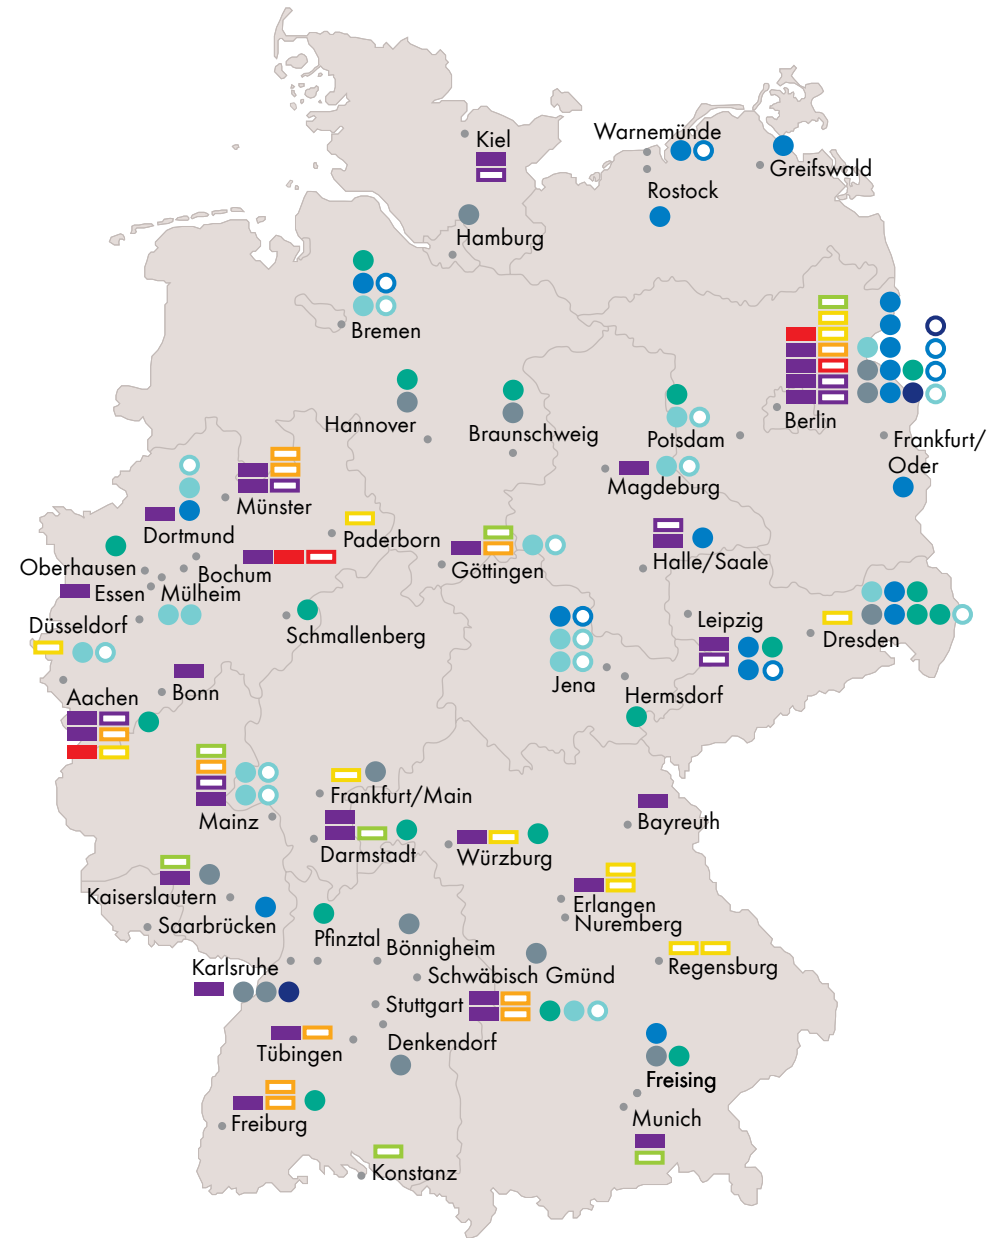 Kiel
Warnemünde
Greifswald
Rostock
Hamburg
Bremen
Hannover
Braunschweig
Potsdam
Berlin
Frankfurt/
Oder
Magdeburg
Münster
Dortmund
Paderborn
Göttingen
Halle/Saale
Oberhausen
Bochum
Essen
Mülheim
Düsseldorf
Schmallenberg
Leipzig
Dresden
Aachen
Bonn
Jena
Hermsdorf
Frankfurt/Main
Mainz
Bayreuth
Darmstadt
Würzburg
Kaiserslautern
Erlangen
Nuremberg
Saarbrücken
Pfinztal
Bönnigheim
Karlsruhe
Schwäbisch Gmünd
Regensburg
Stuttgart
Denkendorf
Tübingen
Freising
Freiburg
Munich
Konstanz